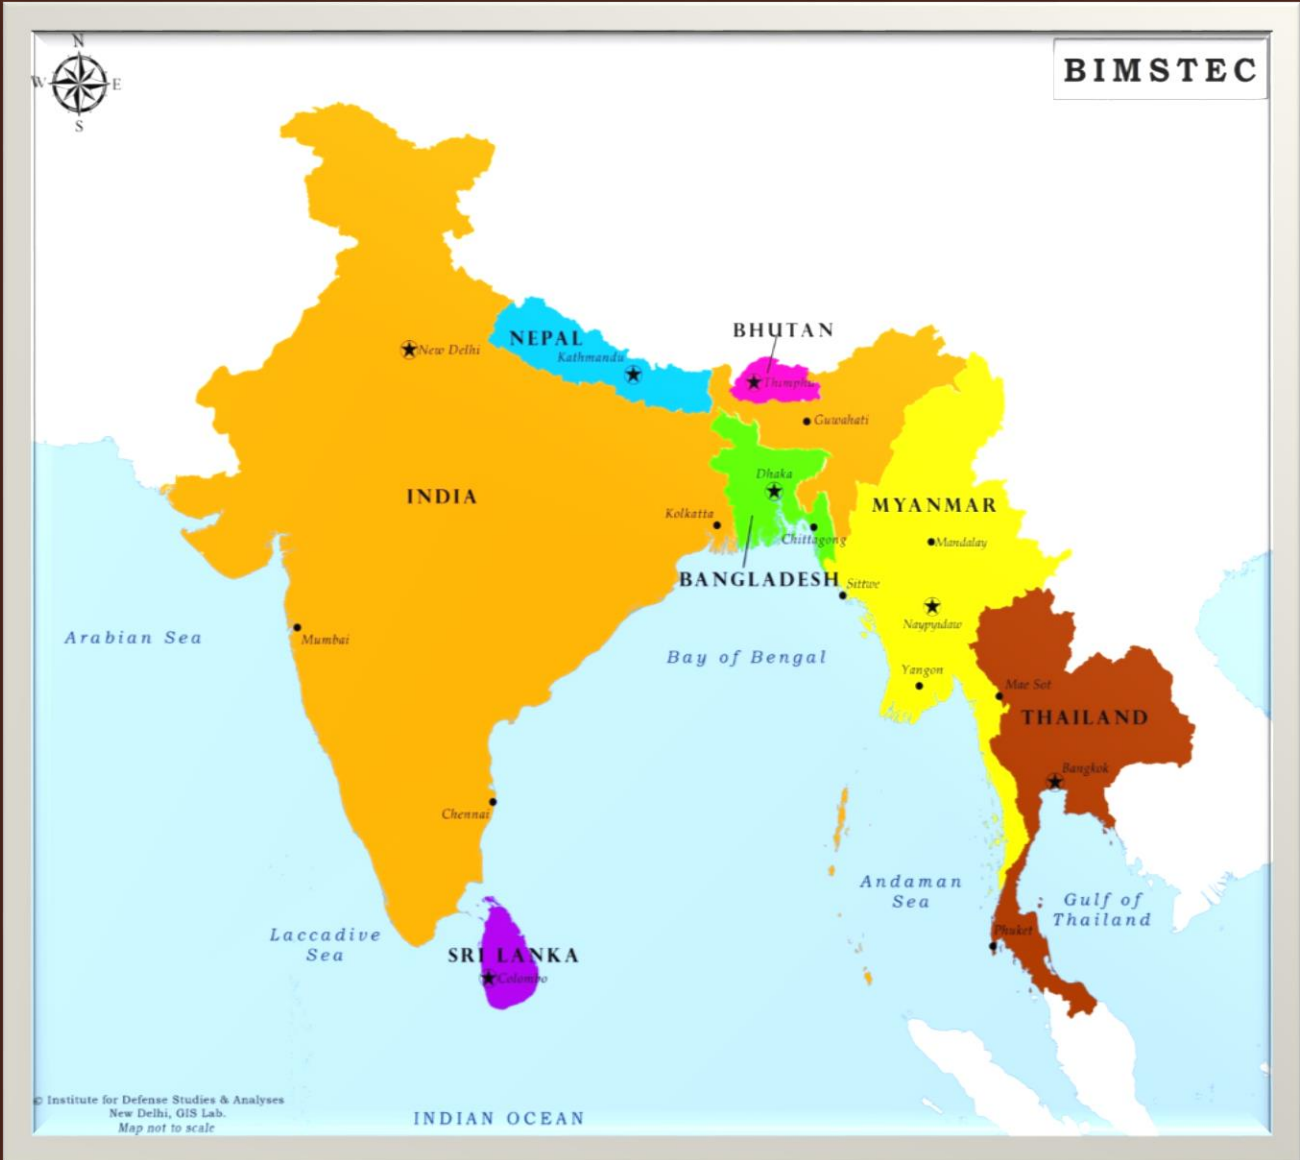 N
W E
S
BIMSTEC
BHUTAN
NEPAL
Kathmandu
New Delhi
Thimphu
Guwahati
Dhaka
INDIA
MYANMAR
Kolkatta
Chittagong
Mandalay
BANGLADESH
Sittwe
Naypyidaw
Arabian Sea
Mumbai
Bay of Bengal
Yangon
Mae Sot
THAILAND
Bangkok
Chennai
Andaman
Sea
Gulf of
Thailand
Laccadive
Sea
Phuket
SRI LANKA
Colombo
© Institute for Defense Studies & Analyses
New Delhi, GIS Lab.
Map not to scale
INDIAN OCEAN